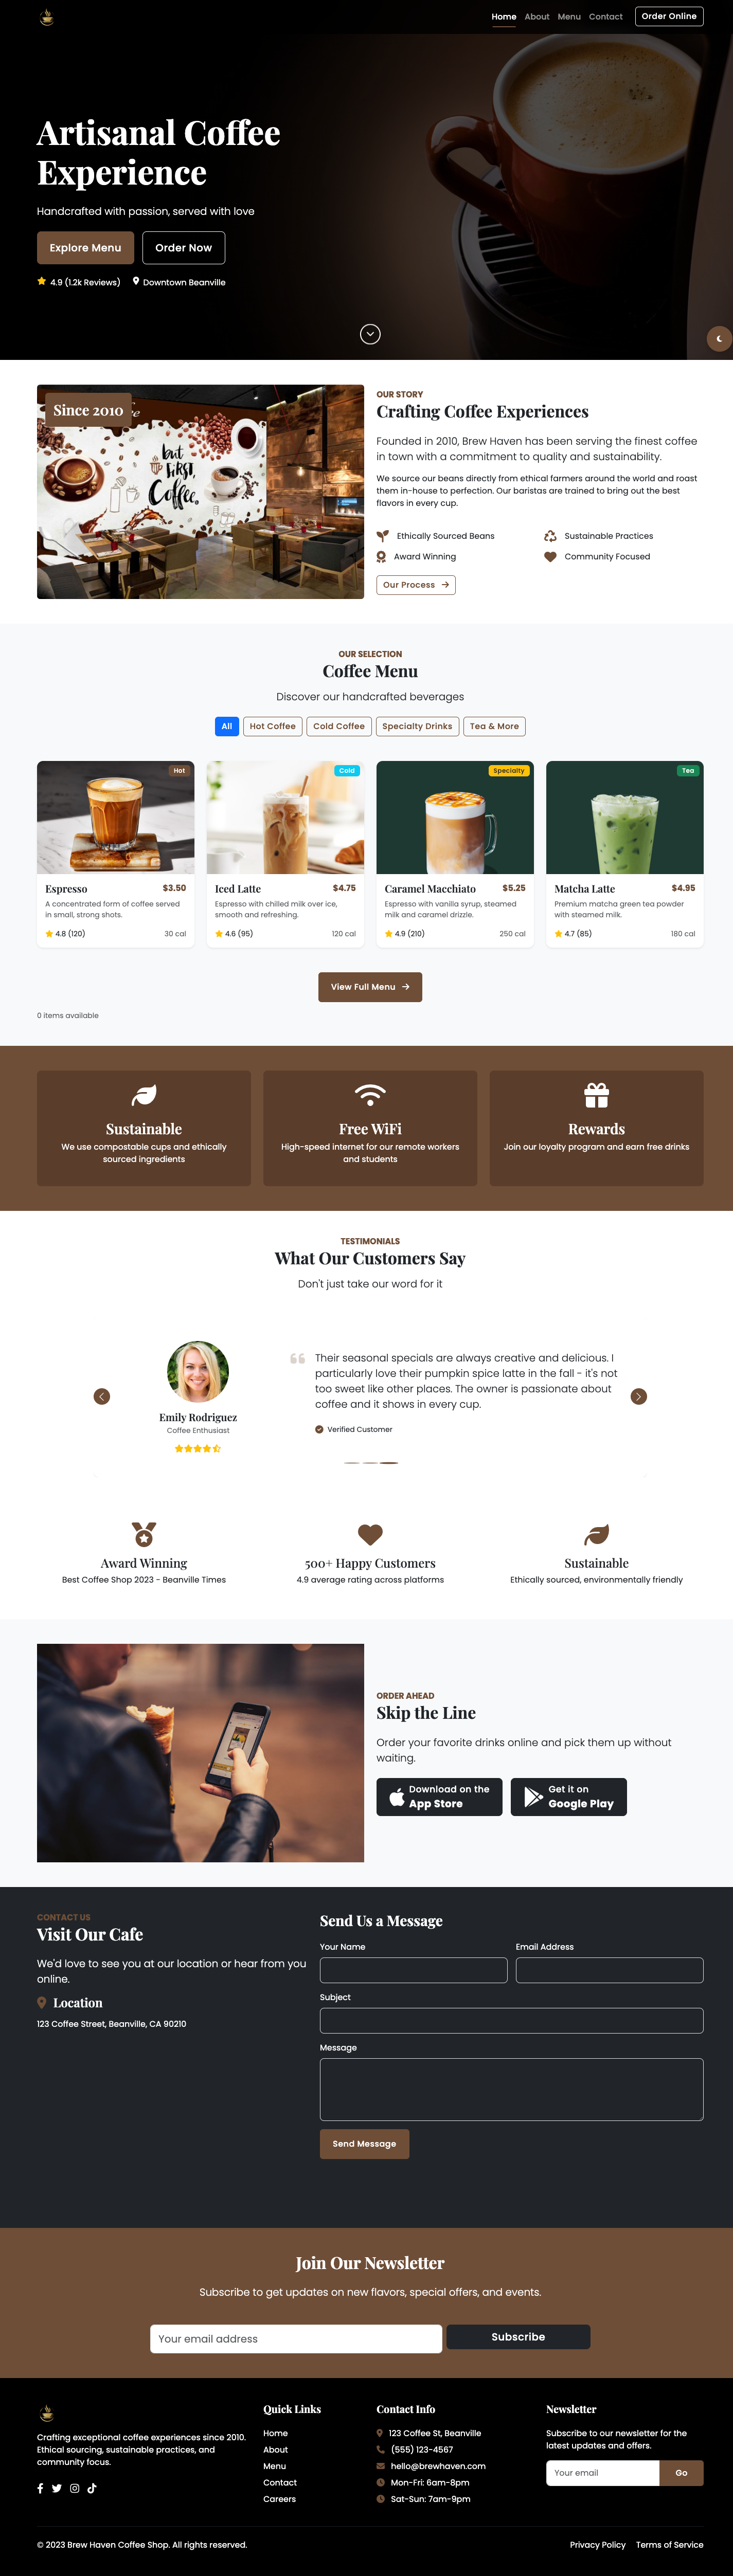 Home About Menu Contact Order Online
Artisanal Coffee
Experience
Handcrafted with passion, served with love
Explore Menu Order Now
4.9 (1.2k Reviews) Downtown Beanville
Since 2010
but
FIRST
Coffee
OUR STORY
Crafting Coffee Experiences
Founded in 2010, Brew Haven has been serving the finest coffee
in town with a commitment to quality and sustainability.
We source our beans directly from ethical farmers around the world and roast
them in-house to perfection. Our baristas are trained to bring out the best
flavors in every cup.
Ethically Sourced Beans Sustainable Practices
Award Winning Community Focused
Our Process
OUR SELECTION
Coffee Menu
Discover our handcrafted beverages
All Hot Coffee Cold Coffee Specialty Drinks Tea & More
Hot Cold Specialty Tea
Espresso $3.50
A concentrated form of coffee served
in small, strong shots.
4.8 (120) 30 cal
Iced Latte $4.75
Espresso with chilled milk over ice,
smooth and refreshing.
4.6 (95) 120 cal
Caramel Macchiato $5.25
Espresso with vanilla syrup, steamed
milk and caramel drizzle.
4.9 (210) 250 cal
Matcha Latte $4.95
Premium matcha green tea powder
with steamed milk.
4.7 (85) 180 cal
View Full Menu
0 items available
Sustainable
We use compostable cups and ethically
sourced ingredients
Free WiFi
High-speed internet for our remote workers
and students
Rewards
Join our loyalty program and earn free drinks
TESTIMONIALS
What Our Customers Say
Don't just take our word for it
Emily Rodriguez
Coffee Enthusiast
Their seasonal specials are always creative and delicious. I
particularly love their pumpkin spice latte in the fall - it's not
too sweet like other places. The owner is passionate about
coffee and it shows in every cup.
Verified Customer
Award Winning
Best Coffee Shop 2023 - Beanville Times
500+ Happy Customers
4.9 average rating across platforms
Sustainable
Ethically sourced, environmentally friendly
ORDER AHEAD
Skip the Line
Order your favorite drinks online and pick them up without
waiting.
Download on the
App Store
Get it on
Google Play
CONTACT US
Visit Our Cafe
We'd love to see you at our location or hear from you
online.
Location
123 Coffee Street, Beanville, CA 90210
Send Us a Message
Your Name Email Address
Subject
Message
Send Message
Join Our Newsletter
Subscribe to get updates on new flavors, special offers, and events.
Your email address Subscribe
Crafting exceptional coffee experiences since 2010.
Ethical sourcing, sustainable practices, and
community focus.
Quick Links
Home
About
Menu
Contact
Careers
Contact Info
123 Coffee St, Beanville
(555) 123-4567
hello@brewhaven.com
Mon-Fri: 6am-8pm
Sat-Sun: 7am-9pm
Newsletter
Subscribe to our newsletter for the
latest updates and offers.
Your email Go
© 2023 Brew Haven Coffee Shop. All rights reserved.
Privacy Policy Terms of Service